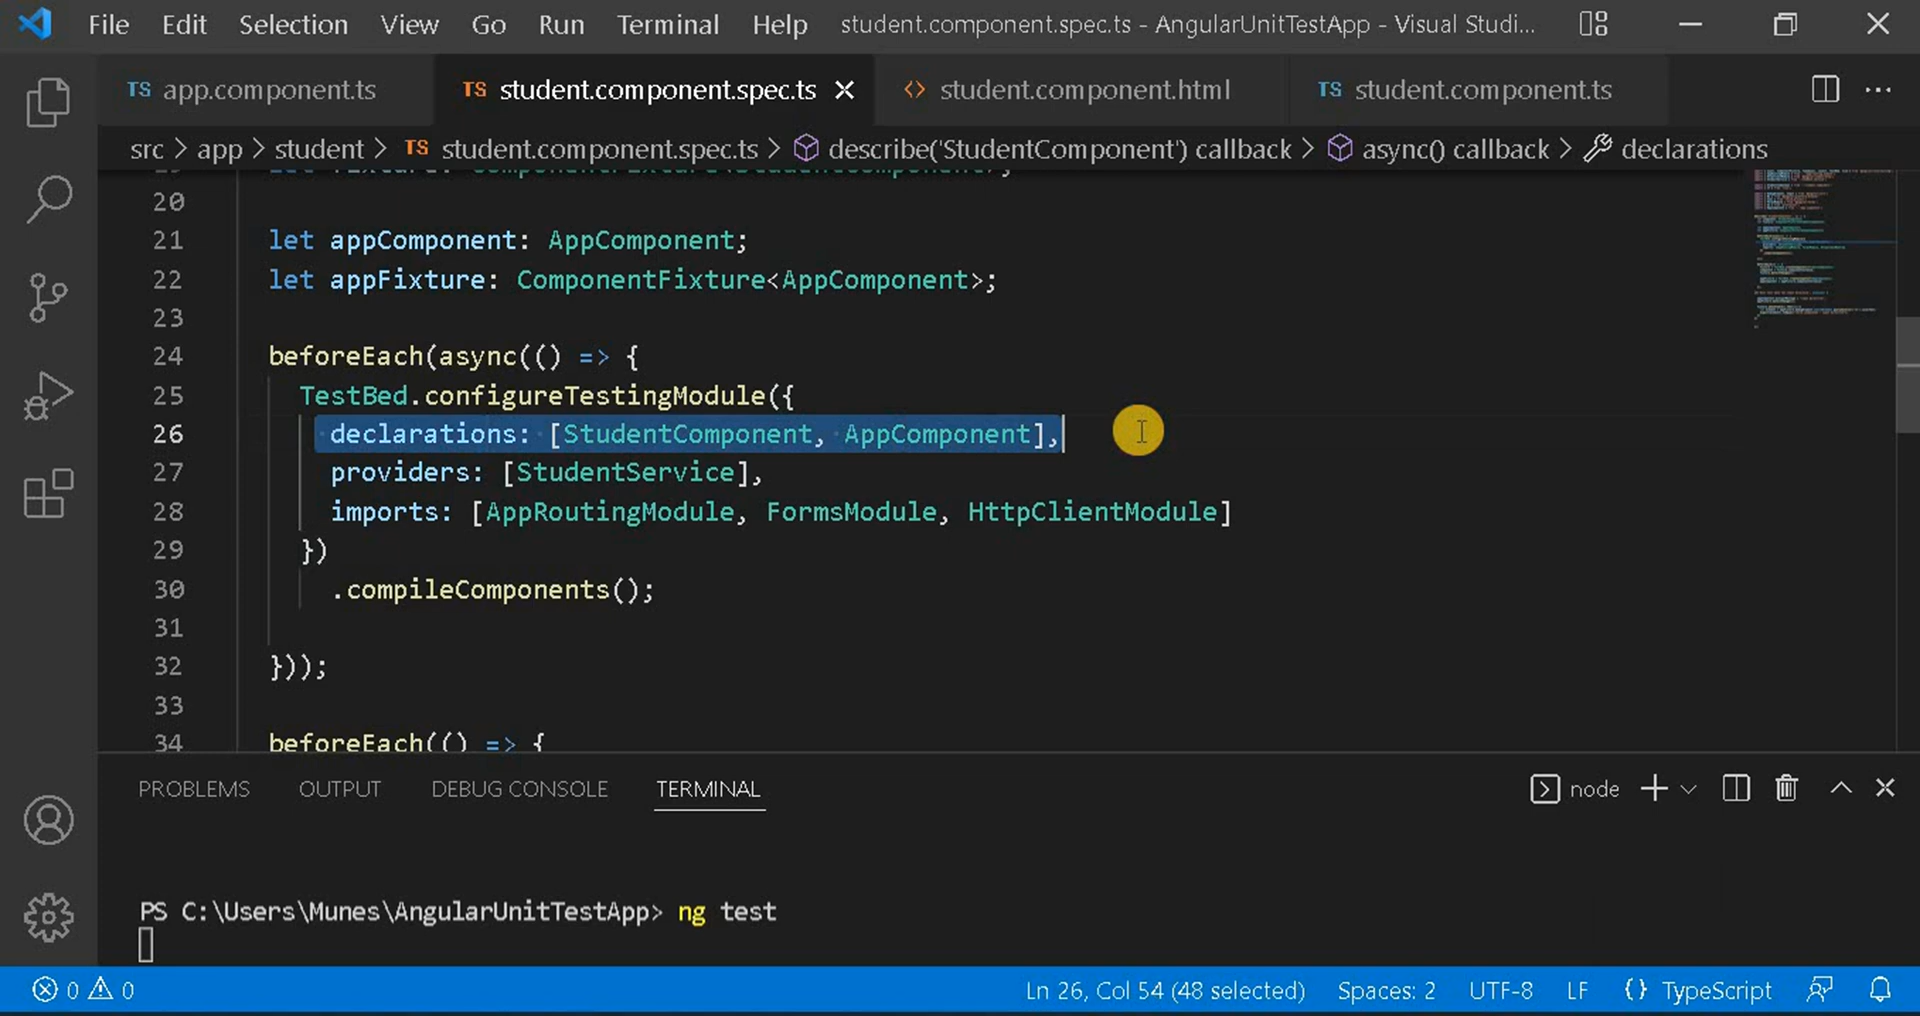 File Edit Selection View Go Run Terminal Help student.component.spec.ts - AngularUnitTestApp - Visual Studi...
TS app.component.ts TS student.component.spec.ts student.component.html TS student.component.ts ...
src > app > student > TS student.component.spec.ts > describe('StudentComponent') callback > async() callback > declarations
20
21 let appComponent: AppComponent;
22 let appFixture: ComponentFixture<AppComponent>;
23
24 beforeEach(async(() => {
25 TestBed.configureTestingModule({
26 declarations: [StudentComponent, AppComponent],
27 providers: [StudentService],
28 imports: [AppRoutingModule, FormsModule, HttpClientModule]
29 })
30 .compileComponents();
31
32 }));
33
34 beforeEach(() => {
PROBLEMS OUTPUT DEBUG CONSOLE TERMINAL node
PS C:\Users\Munes\AngularUnitTestApp> ng test
0 0 Ln 26, Col 54 (48 selected) Spaces: 2 UTF-8 LF {} TypeScript